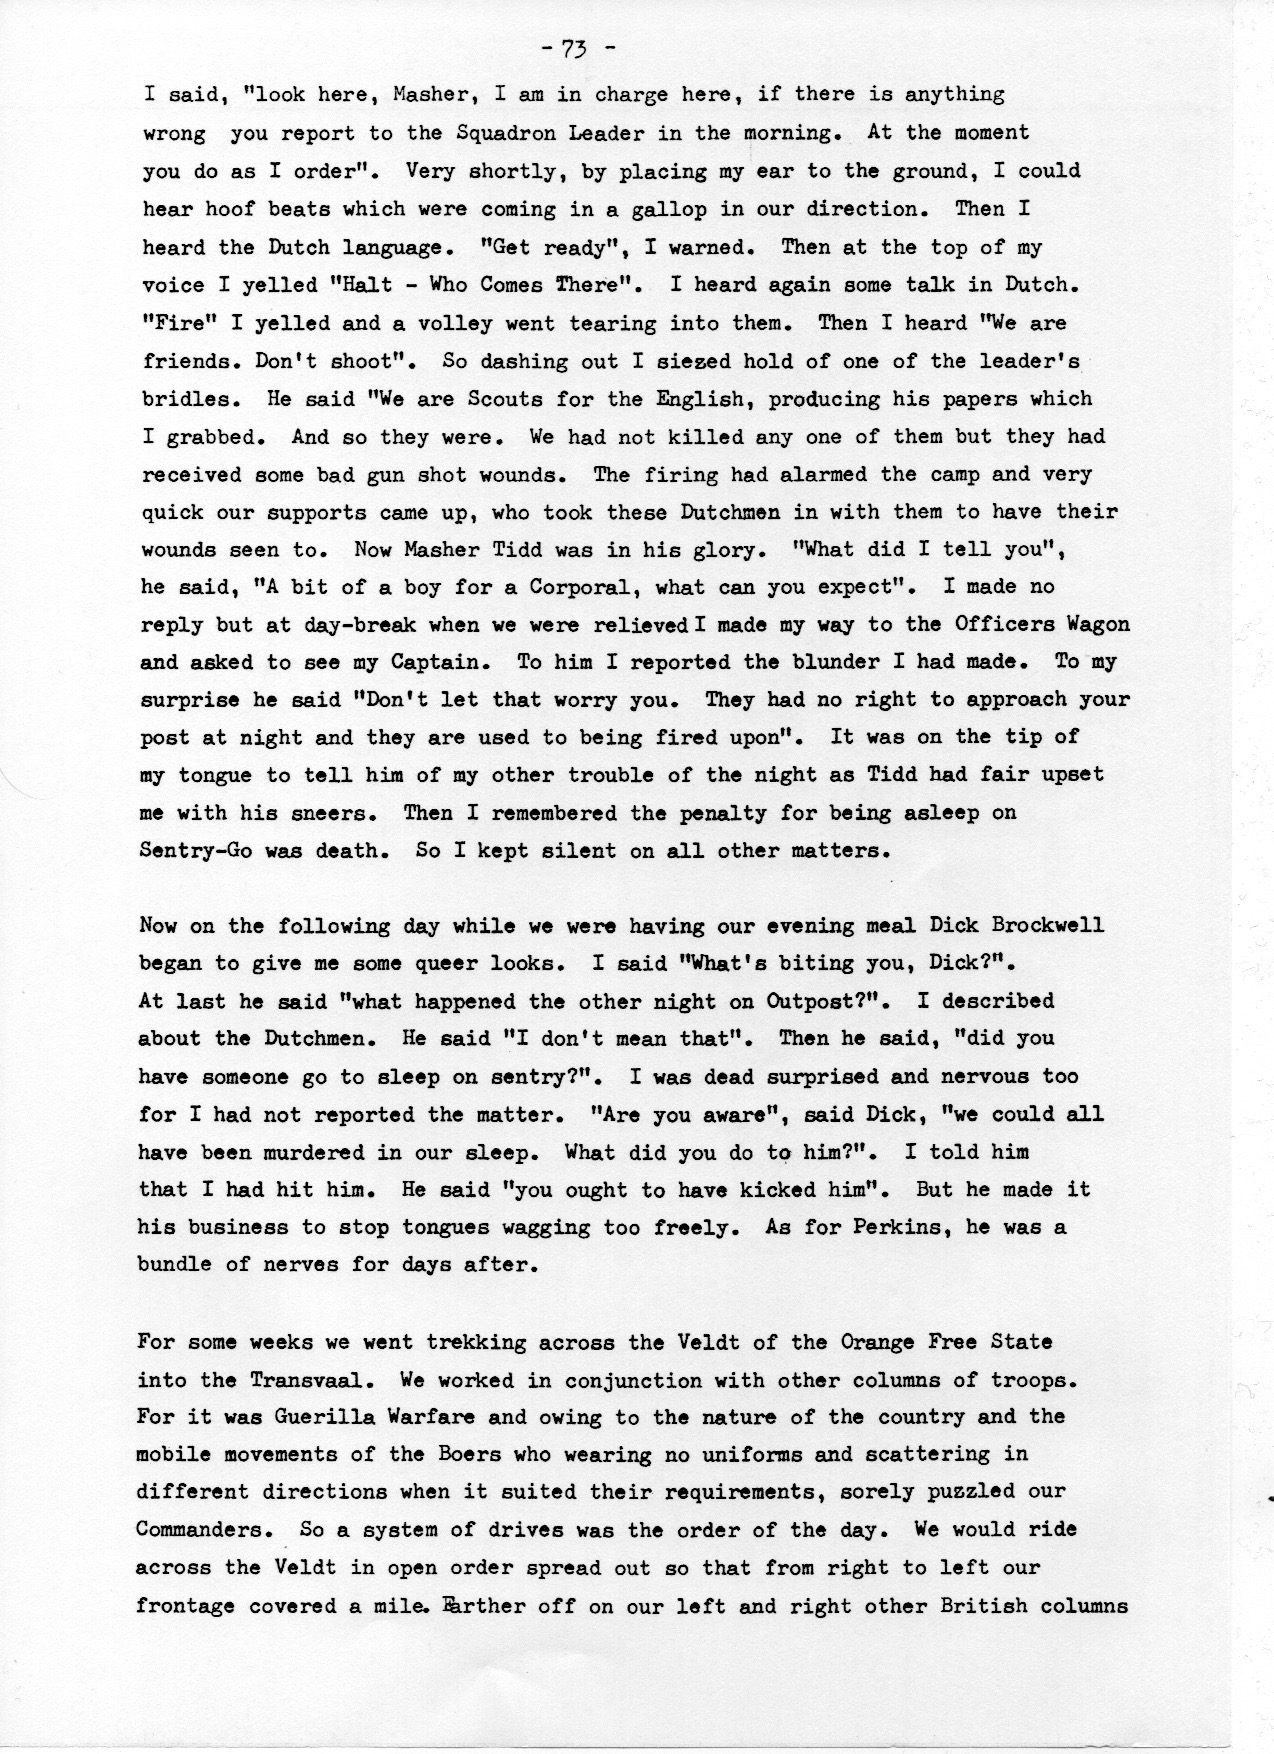 - 73 -
I said, "look here, Masher, I am in charge here, if there is anything
wrong you report to the Squadron Leader in the morning. At the moment
you do as I order". Very shortly, by placing my ear to the ground, I could
hear hoof beats which were coming in a gallop in our direction. Then I
heard the Dutch language. "Get ready", I warned. Then at the top of my
voice I yelled "Halt - Who Comes There". I heard again some talk in Dutch.
"Fire" I yelled and a volley went tearing into them. Then I heard "We are
friends. Don't shoot". So dashing out I siezed hold of one of the leader's
bridles. He said "We are Scouts for the English, producing his papers which
I grabbed. And so they were. We had not killed any one of them but they had
received some bad gun shot wounds. The firing had alarmed the camp and very
quick our supports came up, who took these Dutchmen in with them to have their
wounds seen to. Now Masher Tidd was in his glory. "What did I tell you",
he said, "A bit of a boy for a Corporal, what can you expect". I made no
reply but at day-break when we were relieved I made my way to the Officers Wagon
and asked to see my Captain. To him I reported the blunder I had made. To my
surprise he said "Don't let that worry you. They had no right to approach your
post at night and they are used to being fired upon". It was on the tip of
my tongue to tell him of my other trouble of the night as Tidd had fair upset
me with his sneers. Then I remembered the penalty for being asleep on
Sentry-Go was death. So I kept silent on all other matters.
Now on the following day while we were having our evening meal Dick Brockwell
began to give me some queer looks. I said "What's biting you, Dick?".
At last he said "what happened the other night on Outpost?". I described
about the Dutchmen. He said "I don't mean that". Then he said, "did you
have someone go to sleep on sentry?". I was dead surprised and nervous too
for I had not reported the matter. "Are you aware", said Dick, "we could all
have been murdered in our sleep. What did you do to him?". I told him
that I had hit him. He said "you ought to have kicked him". But he made it
his business to stop tongues wagging too freely. As for Perkins, he was a
bundle of nerves for days after.
For some weeks we went trekking across the Veldt of the Orange Free State
into the Transvaal. We worked in conjunction with other columns of troops.
For it was Guerilla Warfare and owing to the nature of the country and the
mobile movements of the Boers who wearing no uniforms and scattering in
different directions when it suited their requirements, sorely puzzled our
Commanders. So a system of drives was the order of the day. We would ride
across the Veldt in open order spread out so that from right to left our
frontage covered a mile. Farther off on our left and right other British columns